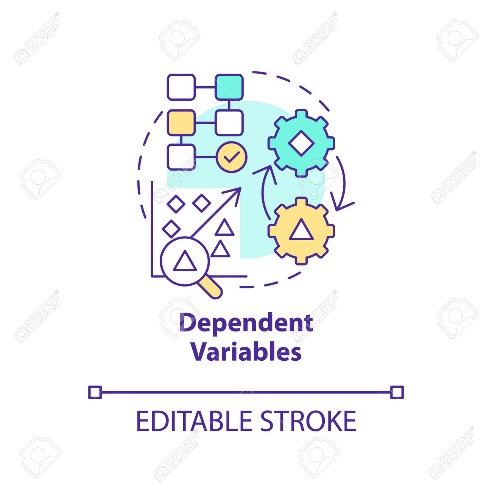 Dependent
Variables
EDITABLE STROKE